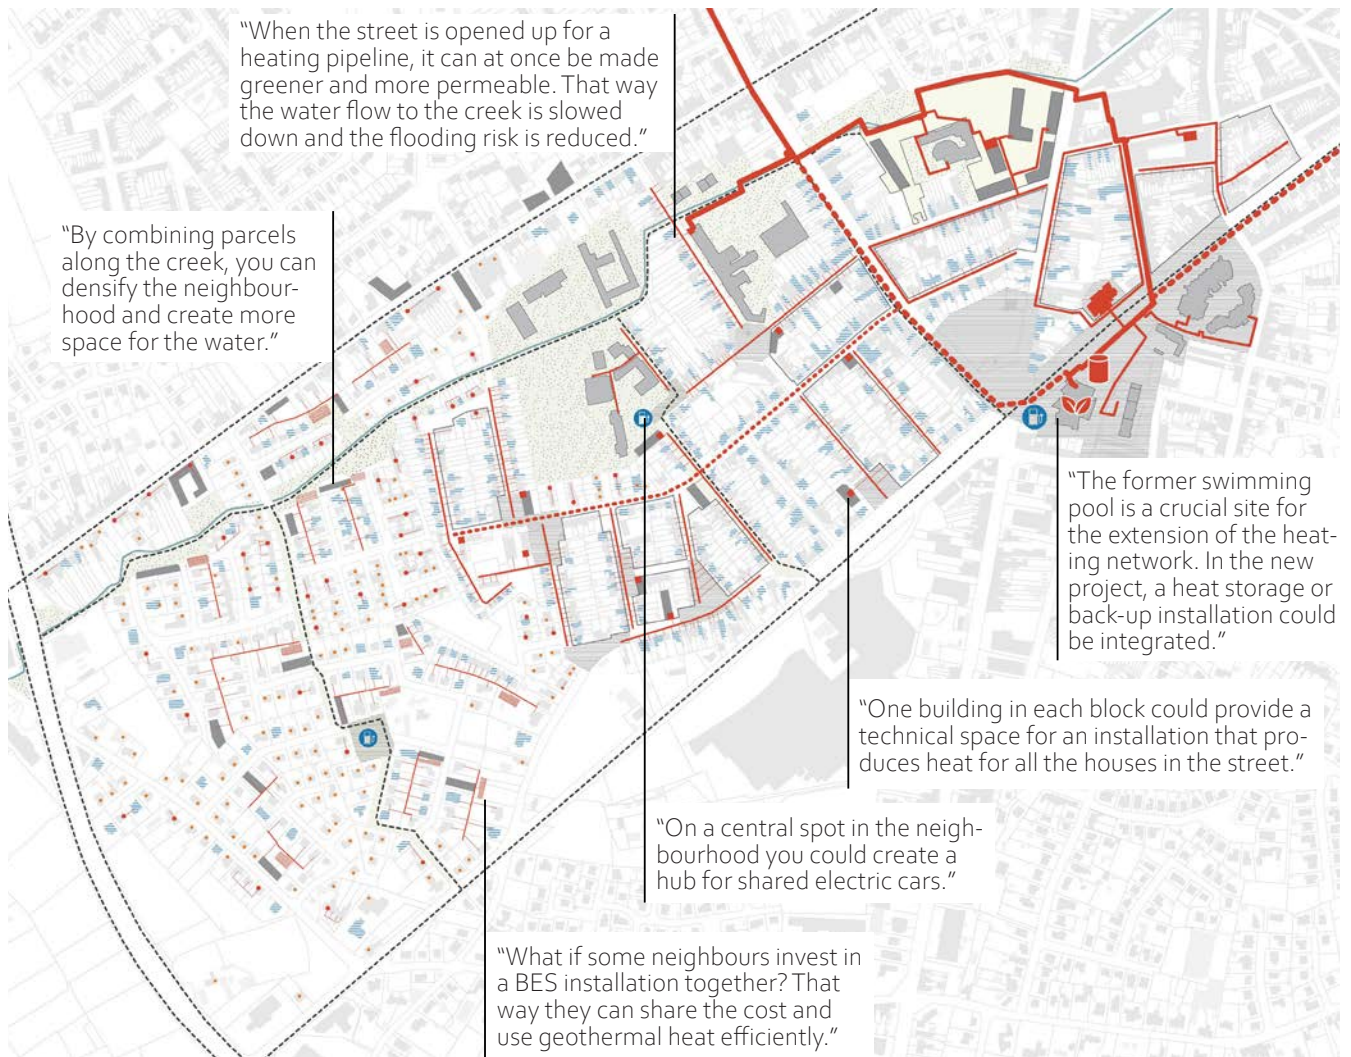 “When the street is opened up for a
heating pipeline, it can at once be made
greener and more permeable. That way
the water flow to the creek is slowed
down and the flooding risk is reduced.”
“By combining parcels
along the creek, you can
densify the neighbour-
hood and create more
space for the water.”
“The former swimming
pool is a crucial site for
the extension of the heat-
ing network. In the new
project, a heat storage or
back-up installation could
be integrated.”
“One building in each block could provide a
technical space for an installation that pro-
duces heat for all the houses in the street.”
“On a central spot in the neigh-
bourhood you could create a
hub for shared electric cars.”
“What if some neighbours invest in
a BES installation together? That
way they can share the cost and
use geothermal heat efficiently.”